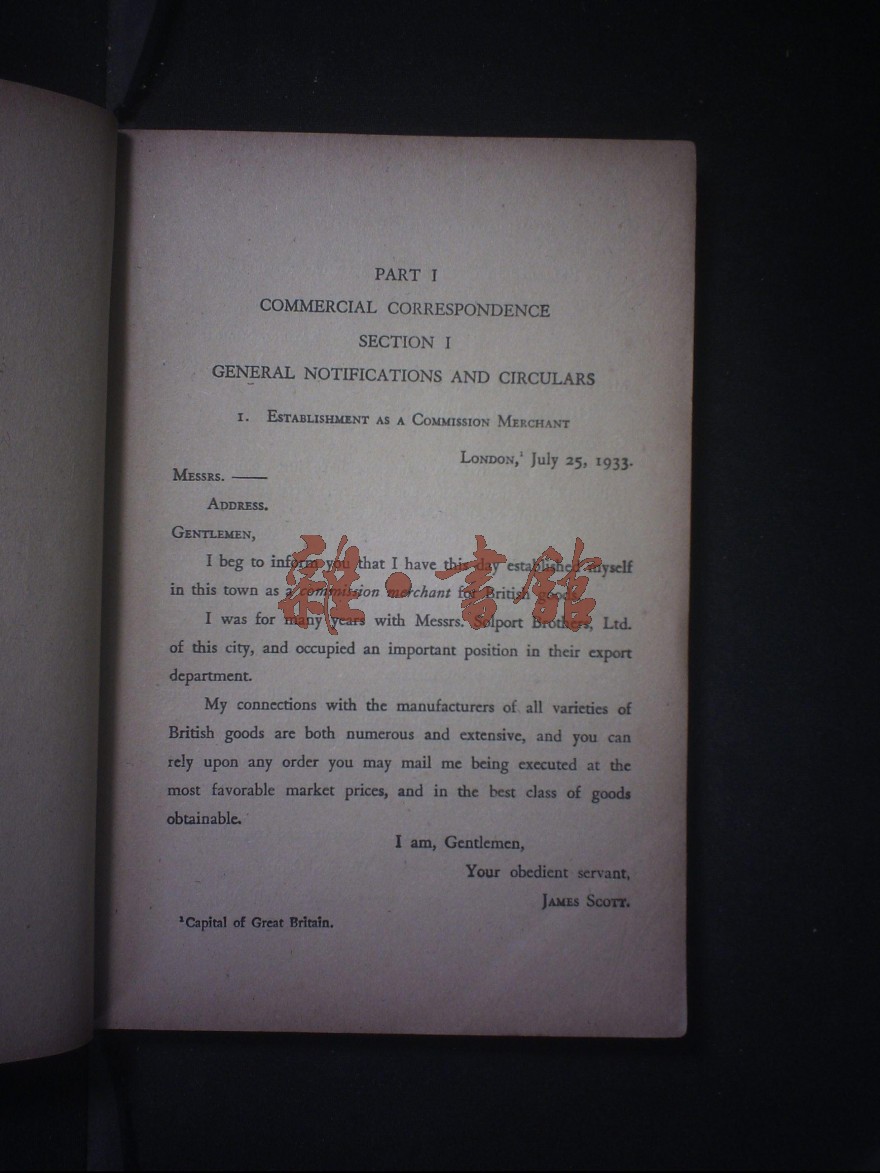 PART I
COMMERCIAL CORRESPONDENCE
SECTION I
GENERAL NOTIFICATIONS AND CIRCULARS
1. ESTABLISHMENT AS A COMMISSION MERCHANT
LONDON,¹ July 25, 1933.
MESSRS. ——
ADDRESS.
GENTLEMEN,
I beg to inform you that I have this day established myself
in this town as a commission merchant for British goods.
I was for many years with Messrs. Solport Brothers, Ltd.
of this city, and occupied an important position in their export
department.
My connections with the manufacturers of all varieties of
British goods are both numerous and extensive, and you can
rely upon any order you may mail me being executed at the
most favorable market prices, and in the best class of goods
obtainable.
I am, Gentlemen,
Your obedient servant,
JAMES SCOTT.
¹Capital of Great Britain.
雜·書館